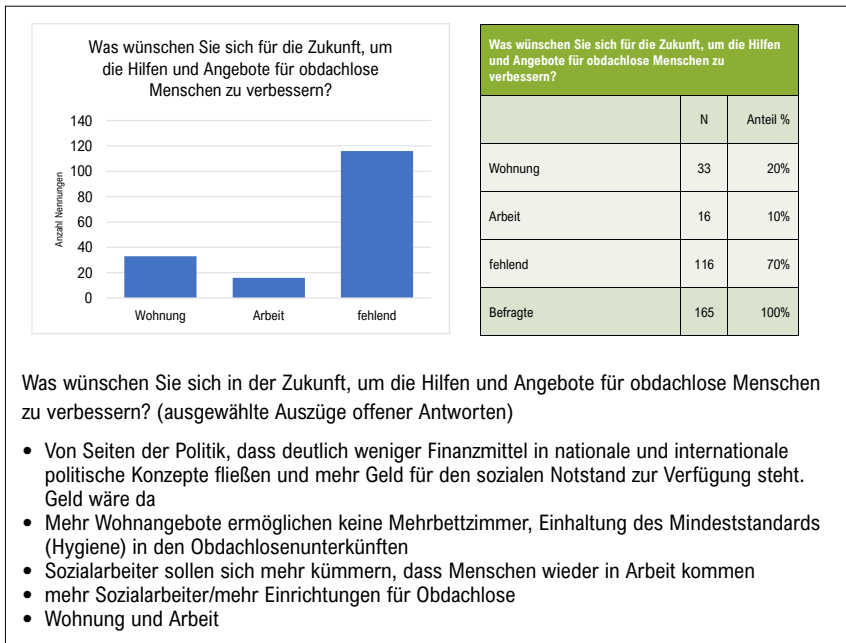 Was wünschen Sie sich für die Zukunft, um
die Hilfen und Angebote für obdachlose
Menschen zu verbessern?
Anzahl Nennungen
140
120
100
80
60
40
20
0
Wohnung Arbeit fehlend
Was wünschen Sie sich für die Zukunft, um die Hilfen
und Angebote für obdachlose Menschen zu
verbessern?
N Anteil %
Wohnung 33 20%
Arbeit 16 10%
fehlend 116 70%
Befragte 165 100%
Was wünschen Sie sich in der Zukunft, um die Hilfen und Angebote für obdachlose Menschen
zu verbessern? (ausgewählte Auszüge offener Antworten)
• Von Seiten der Politik, dass deutlich weniger Finanzmittel in nationale und internationale
politische Konzepte fließen und mehr Geld für den sozialen Notstand zur Verfügung steht.
Geld wäre da
• Mehr Wohnangebote ermöglichen keine Mehrbettzimmer, Einhaltung des Mindeststandards
(Hygiene) in den Obdachlosenunterkünften
• Sozialarbeiter sollen sich mehr kümmern, dass Menschen wieder in Arbeit kommen
• mehr Sozialarbeiter/mehr Einrichtungen für Obdachlose
• Wohnung und Arbeit